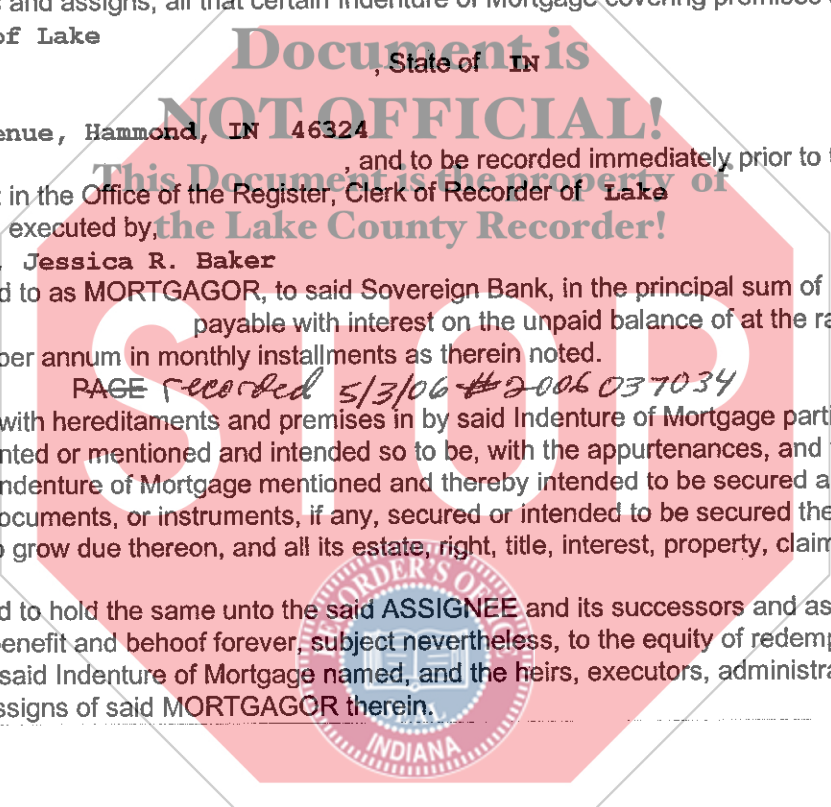 and assigns, all that certain Indenture of Mortgage covering premises
of Lake
Document is
, State of IN
NOT OFFICIAL!
enue, Hammond, IN 46324
, and to be recorded immediately prior to
This Document is the property of
in the Office of the Register, Clerk of Recorder of Lake
executed by,
the Lake County Recorder!
Jessica R. Baker
d to as MORTGAGOR, to said Sovereign Bank, in the principal sum of
payable with interest on the unpaid balance of at the ra
per annum in monthly installments as therein noted.
PAGE recorded 5/3/06 # 2006 037034
with hereditaments and premises in by said Indenture of Mortgage parti
nted or mentioned and intended so to be, with the appurtenances, and
ndenture of Mortgage mentioned and thereby intended to be secured a
ocuments, or instruments, if any, secured or intended to be secured the
o grow due thereon, and all its estate, right, title, interest, property, claim
STOP
d to hold the same unto the said ASSIGNEE and its successors and as
enefit and behoof forever, subject nevertheless, to the equity of redemp
said Indenture of Mortgage named, and the heirs, executors, administra
ssigns of said MORTGAGOR therein.
RECORDER'S OFFICE
INDIANA